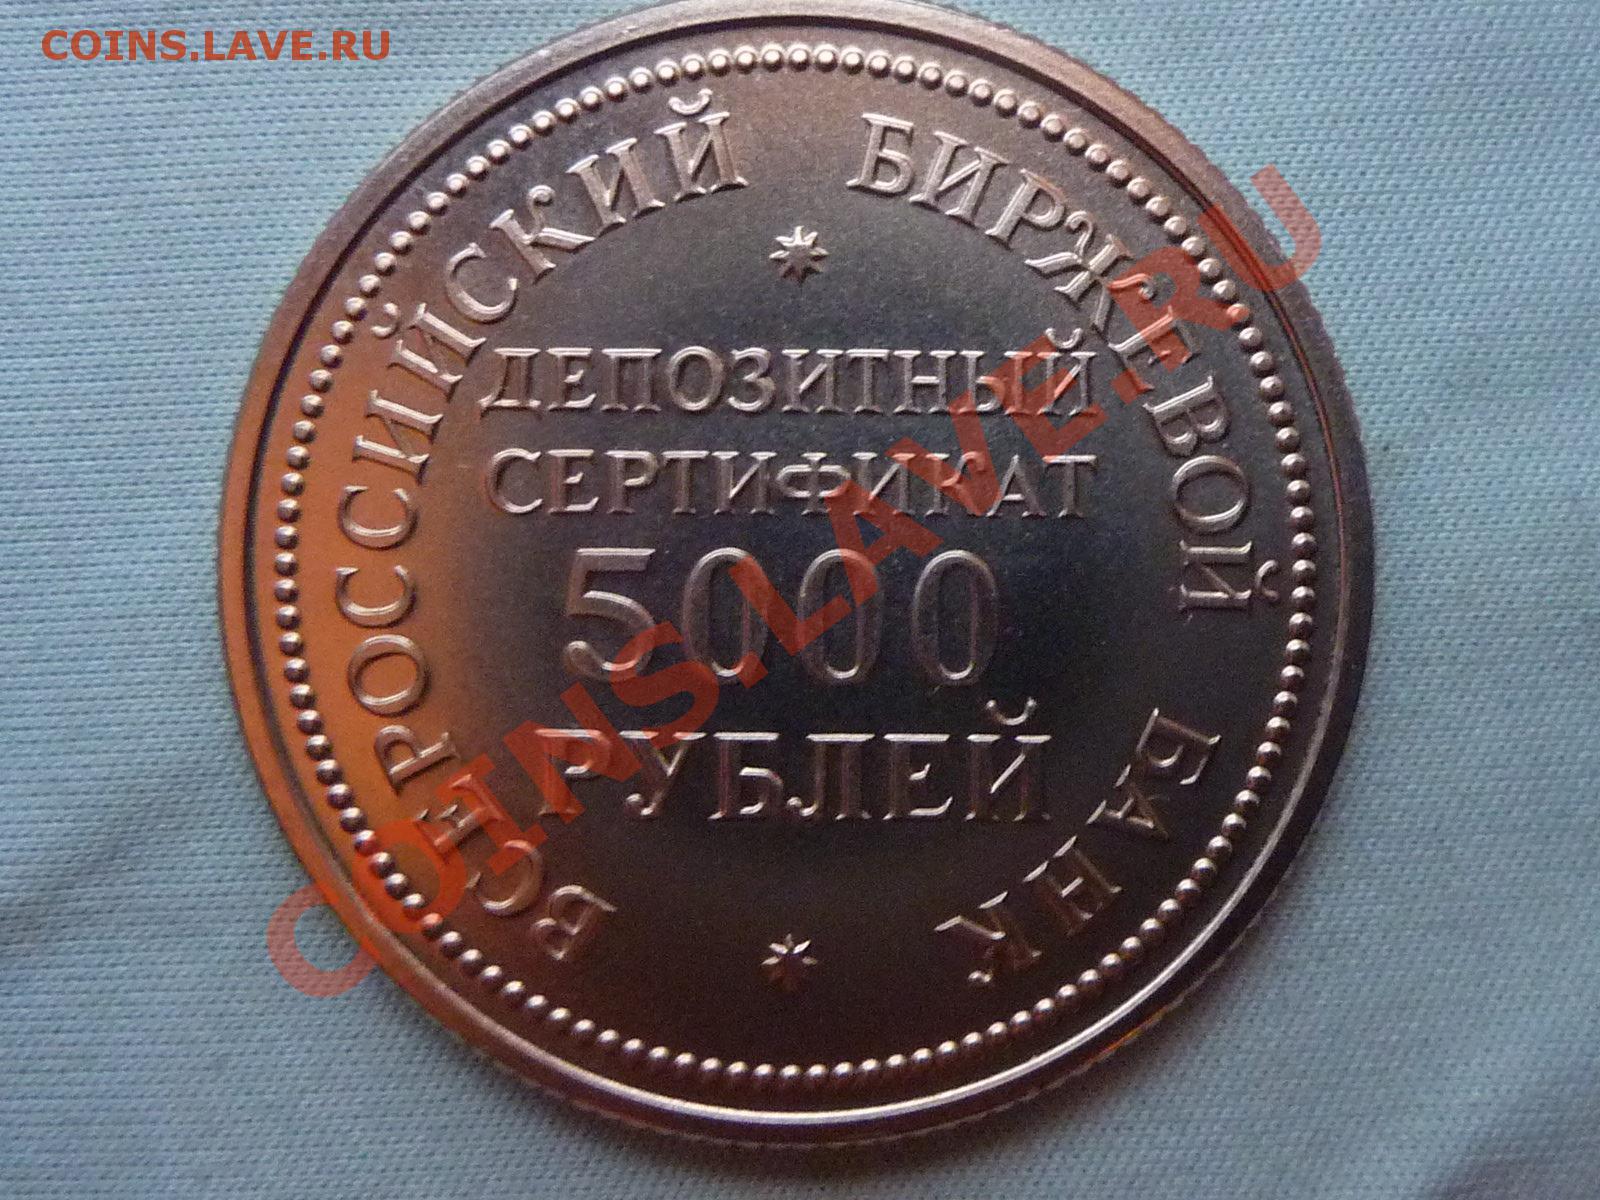 COINS.LAVE.RU
ВСЕРОССИЙСКИЙ БИРЖЕВОЙ БАНК
ДЕПОЗИТНЫЙ
СЕРТИФИКАТ
5000
РУБЛЕЙ
COINS.LAVE.RU